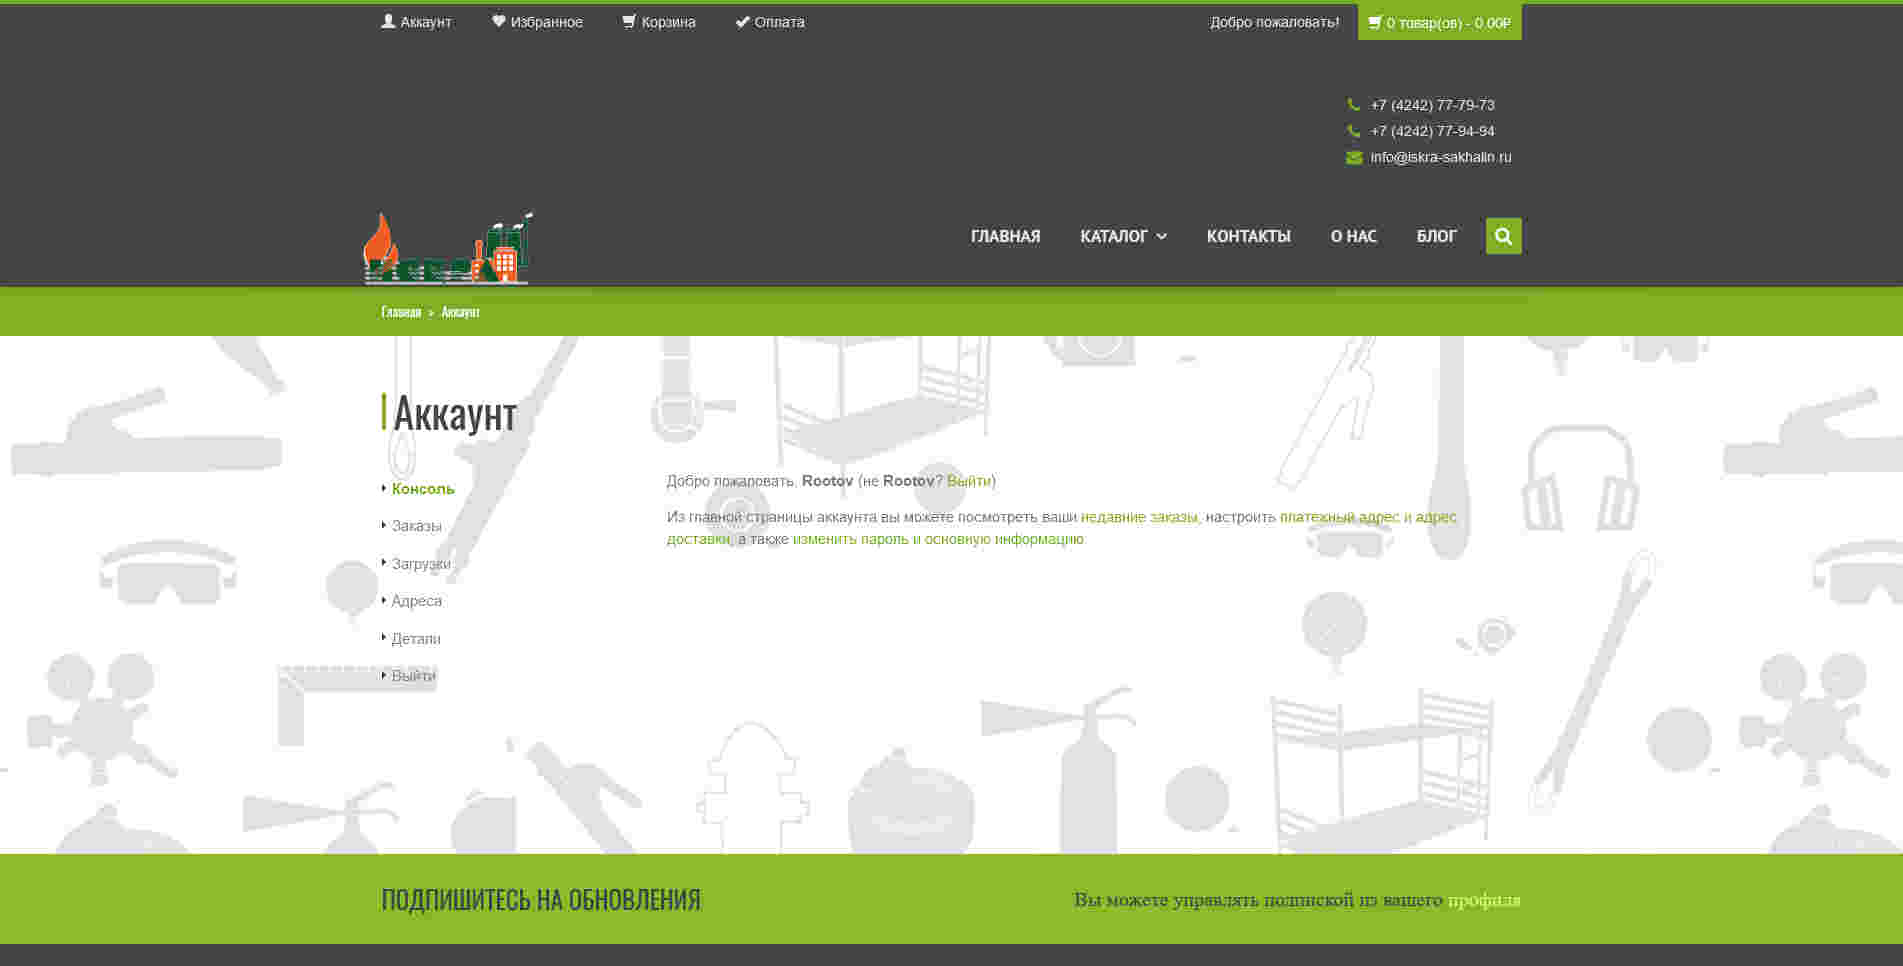 Аккаунт Избранное Корзина Оплата Добро пожаловать! 0 товар(ов) - 0.00Р
+7 (4242) 77-79-73
+7 (4242) 77-94-94
info@iskra-sakhalin.ru
ГЛАВНАЯ КАТАЛОГ КОНТАКТЫ О НАС БЛОГ
Главная » Аккаунт
Аккаунт
Консоль
Заказы
Загрузки
Адреса
Детали
Выйти
Добро пожаловать, Rootov (не Rootov? Выйти)
Из главной страницы аккаунта вы можете посмотреть ваши недавние заказы, настроить платежный адрес и адрес
доставки, а также изменить пароль и основную информацию.
ПОДПИШИТЕСЬ НА ОБНОВЛЕНИЯ
Вы можете управлять подпиской из вашего профиля